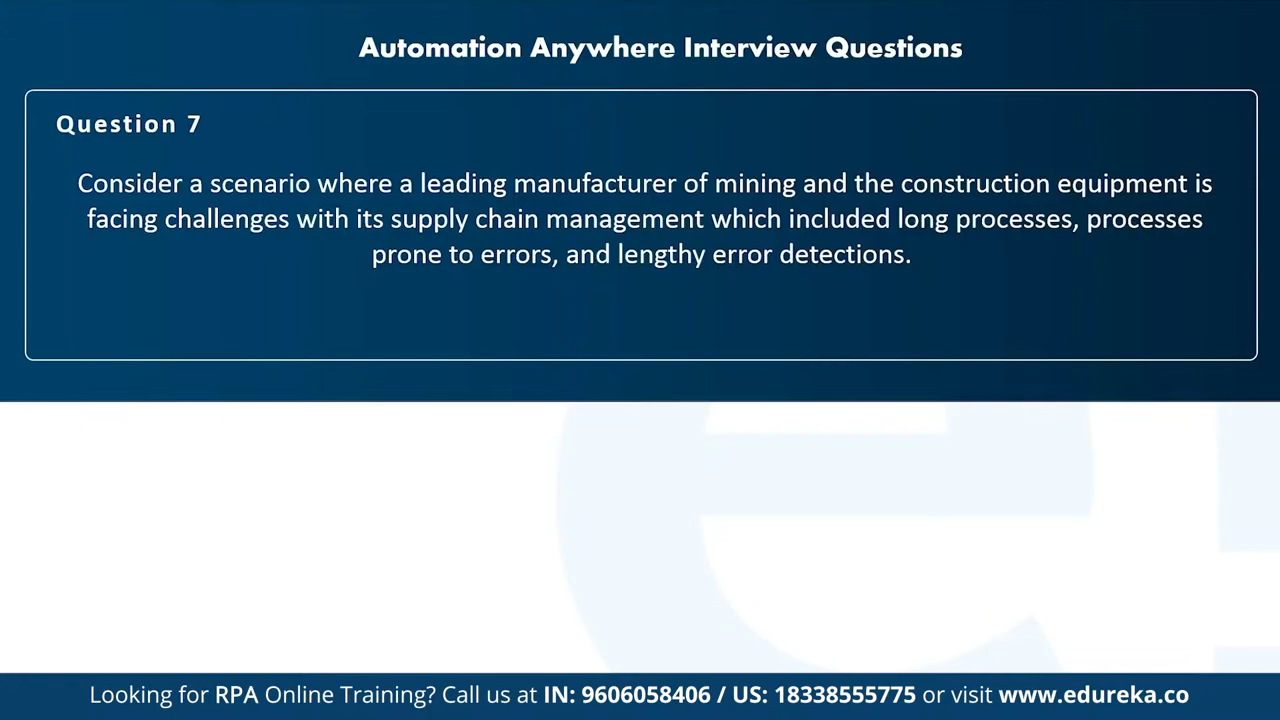 Automation Anywhere Interview Questions
Question 7
Consider a scenario where a leading manufacturer of mining and the construction equipment is
facing challenges with its supply chain management which included long processes, processes
prone to errors, and lengthy error detections.
Looking for RPA Online Training? Call us at IN: 9606058406 / US: 18338555775 or visit www.edureka.co